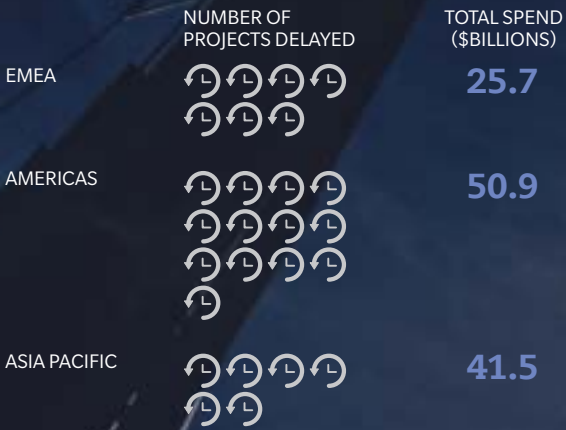 NUMBER OF
PROJECTS DELAYED
TOTAL SPEND
($BILLIONS)
EMEA
25.7
AMERICAS
50.9
ASIA PACIFIC
41.5